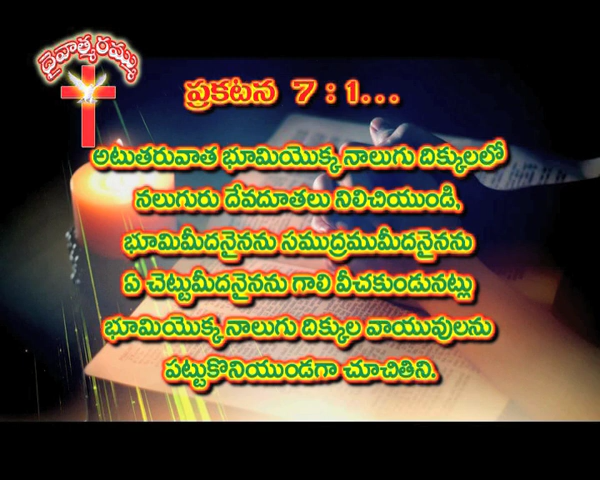 దైవాత్మరమ్ము
ప్రకటన 7 : 1...
అటుతరువాత భూమియొక్క నాలుగు దిక్కులలో
నలుగురు దేవదూతలు నిలిచియుండి,
భూమిమీదనైనను సముద్రముమీదనైనను
ఏ చెట్టుమీదనైనను గాలి వీచకుండునట్లు
భూమియొక్క నాలుగు దిక్కుల వాయువులను
పట్టుకొనియుండగా చూచితిని.